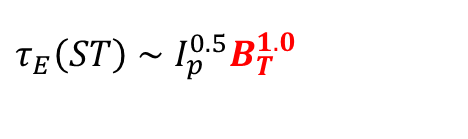 τ_E(ST) ~ I_p^0.5 B_T^1.0